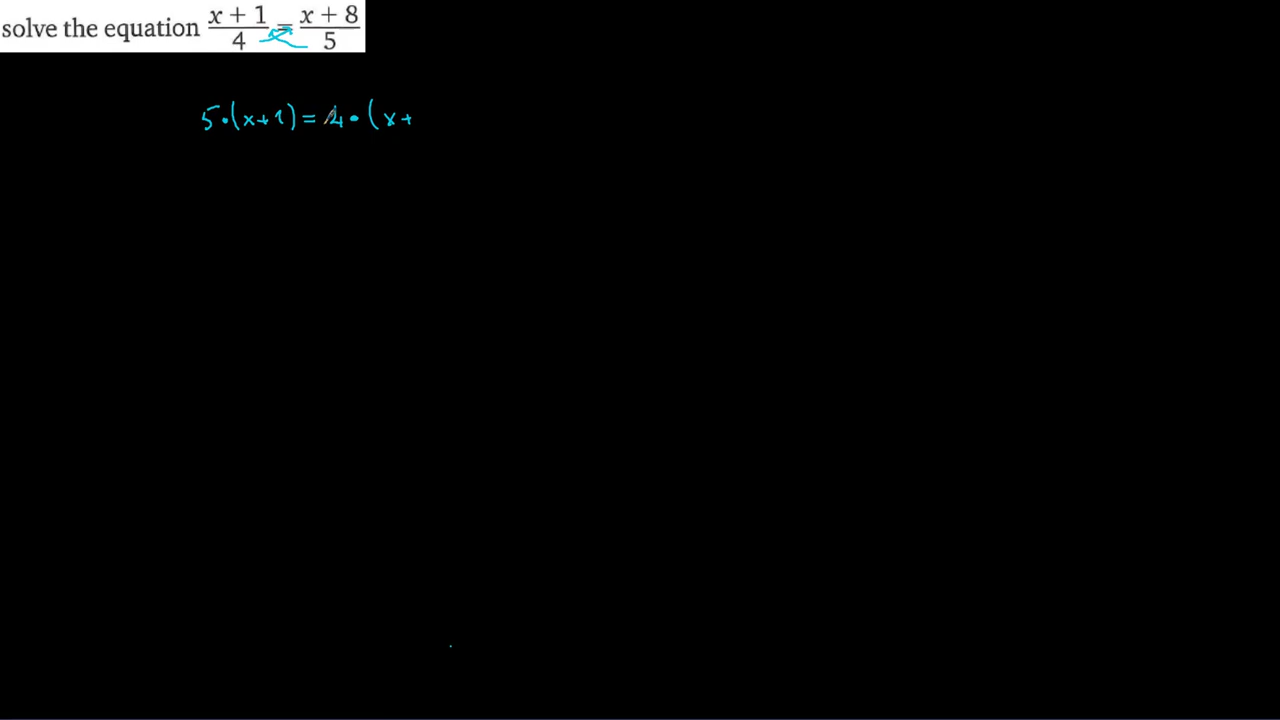 solve the equation (x + 1)/4 = (x + 8)/5
5·(x+1) = 4·(x+